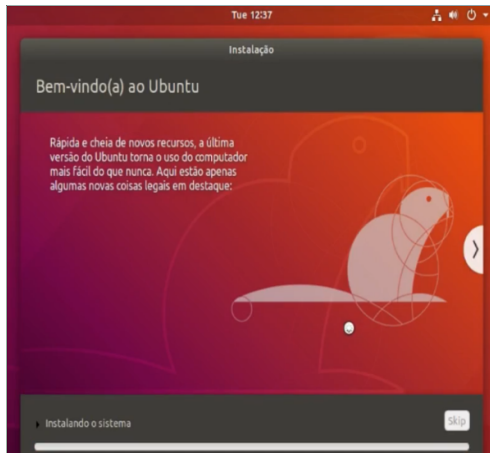 Tue 12:37
Instalação
Bem-vindo(a) ao Ubuntu
Rápida e cheia de novos recursos, a última
versão do Ubuntu torna o uso do computador
mais fácil do que nunca. Aqui estão apenas
algumas novas coisas legais em destaque:
Instalando o sistema
Skip